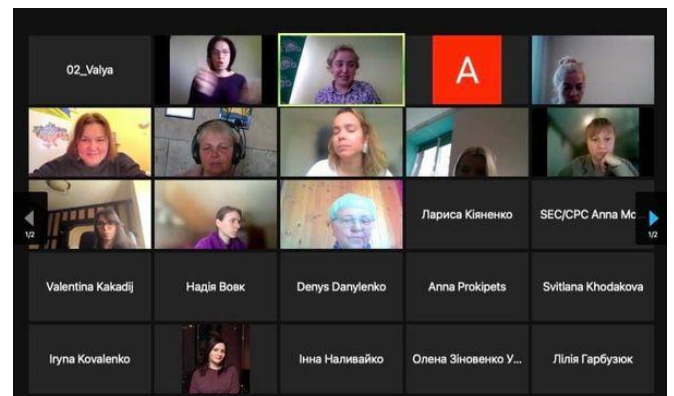 02_Valya
A
Лариса Кіяненко
SEC/CPC Anna Mc...
1/2
1/2
Valentina Kakadij
Надія Вовк
Denys Danylenko
Anna Prokipets
Svitlana Khodakova
Iryna Kovalenko
Інна Наливайко
Олена Зіновенко У...
Лілія Гарбузюк